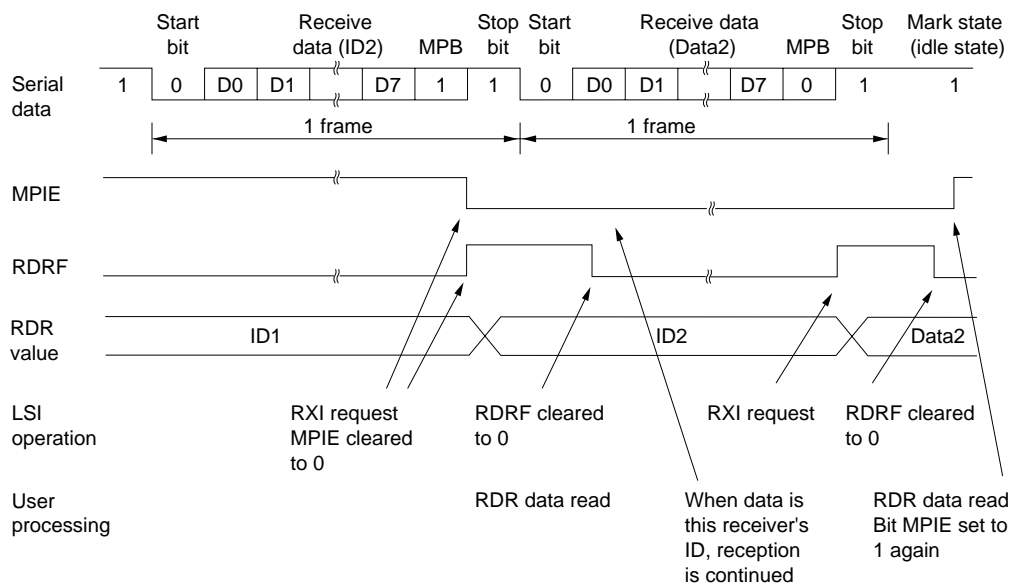 Start bit
Receive data (ID2)
MPB
Stop bit
Start bit
Receive data (Data2)
MPB
Stop bit
Mark state (idle state)
Serial data
1 0 D0 D1 D7 1 1 0 D0 D1 D7 0 1 1
1 frame 1 frame
MPIE
RDRF
RDR value
ID1 ID2 Data2
LSI operation
RXI request
MPIE cleared
to 0
RDRF cleared
to 0
RXI request
RDRF cleared
to 0
User processing
RDR data read
When data is
this receiver's
ID, reception
is continued
RDR data read
Bit MPIE set to
1 again